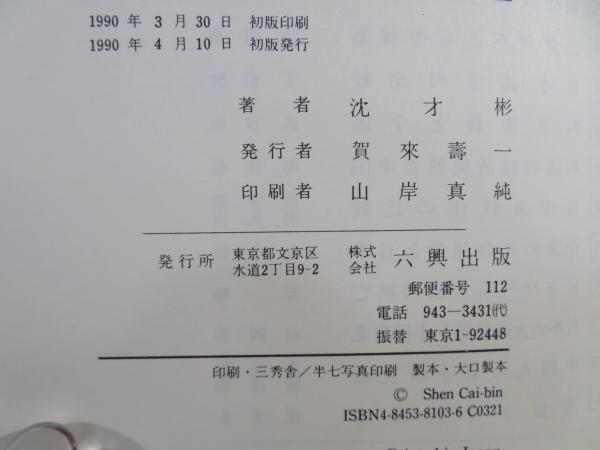 1990 年 3 月 30 日 初版印刷
1990 年 4 月 10 日 初版発行
著者 沈才彬
発行者 賀來壽一
印刷者 山岸真純
発行所 東京都文京区水道2丁目9-2 株式会社 六興出版
郵便番号 112
電話 943-3431㈹
振替 東京1-92448
印刷・三秀舎／半七写真印刷 製本・大口製本
© Shen Cai-bin
ISBN4-8453-8103-6 C0321